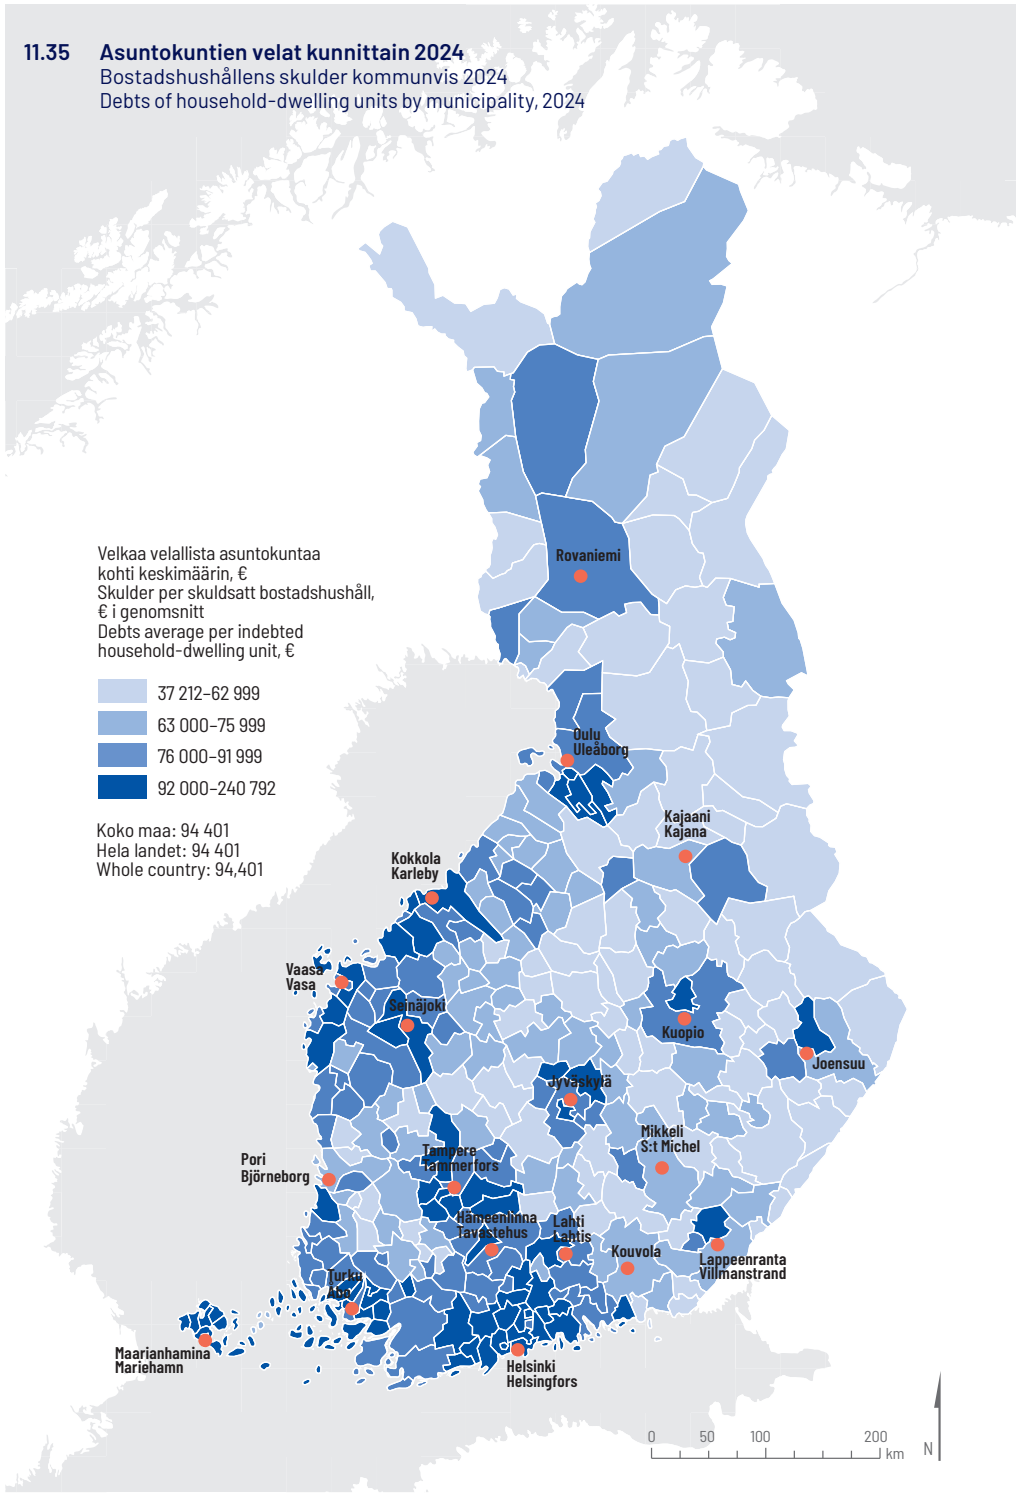 11.35 Asuntokuntien velat kunnittain 2024
Bostadshushållens skulder kommunvis 2024
Debts of household-dwelling units by municipality, 2024
Velkaa velallista asuntokuntaa
kohti keskimäärin, €
Skulder per skuldsatt bostadshushåll,
€ i genomsnitt
Debts average per indebted
household-dwelling unit, €
37 212–62 999
63 000–75 999
76 000–91 999
92 000–240 792
Koko maa: 94 401
Hela landet: 94 401
Whole country: 94,401
Rovaniemi
Oulu
Uleåborg
Kajaani
Kajana
Kokkola
Karleby
Vaasa
Vasa
Seinäjoki
Kuopio
Joensuu
Jyväskylä
Mikkeli
S:t Michel
Tampere
Tammerfors
Pori
Björneborg
Hämeenlinna
Tavastehus
Lahti
Lahtis
Kouvola
Lappeenranta
Villmanstrand
Turku
Åbo
Maarianhamina
Mariehamn
Helsinki
Helsingfors
0 50 100 200
km
N